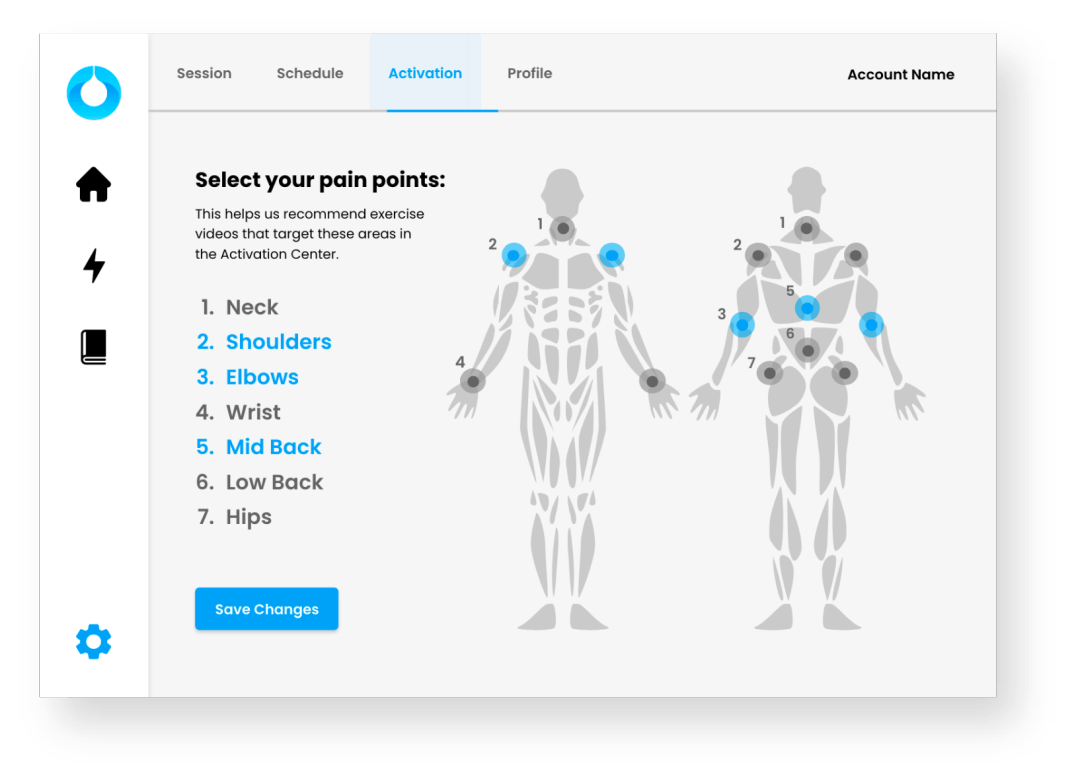 Session
Schedule
Activation
Profile
Account Name
Select your pain points:
This helps us recommend exercise
videos that target these areas in
the Activation Center.
1. Neck
2. Shoulders
3. Elbows
4. Wrist
5. Mid Back
6. Low Back
7. Hips
Save Changes
1
2
4
1
2
5
3
6
7